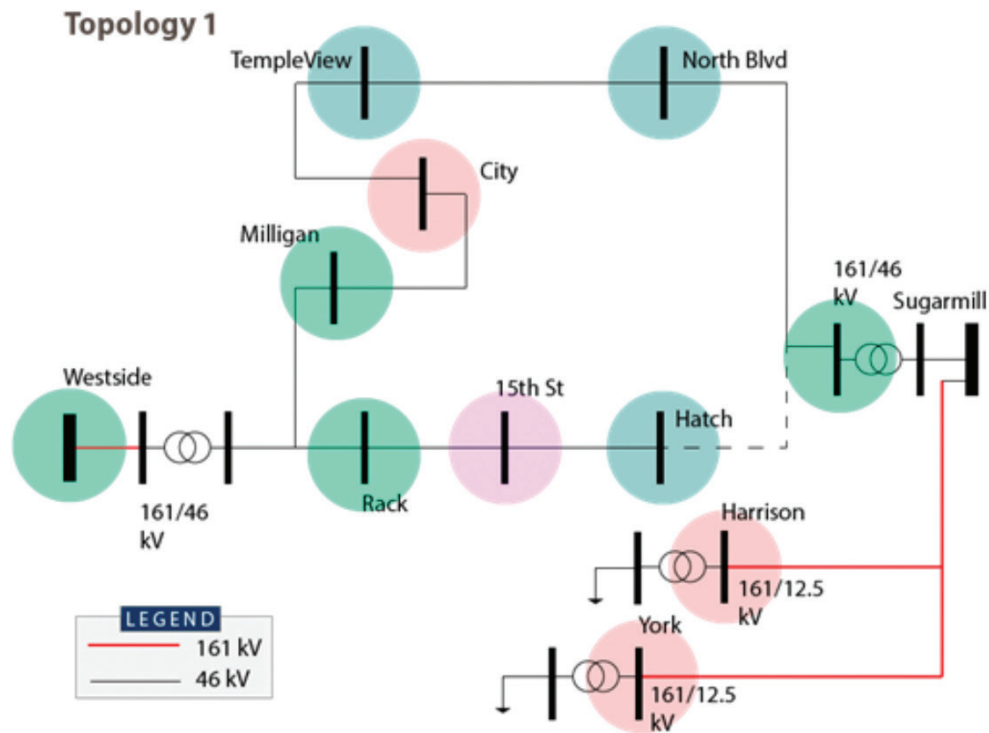 Topology 1
TempleView
North Blvd
City
Milligan
161/46
kV
Sugarmill
Westside
15th St
Hatch
Rack
161/46
kV
Harrison
161/12.5
kV
York
161/12.5
kV
LEGEND
161 kV
46 kV